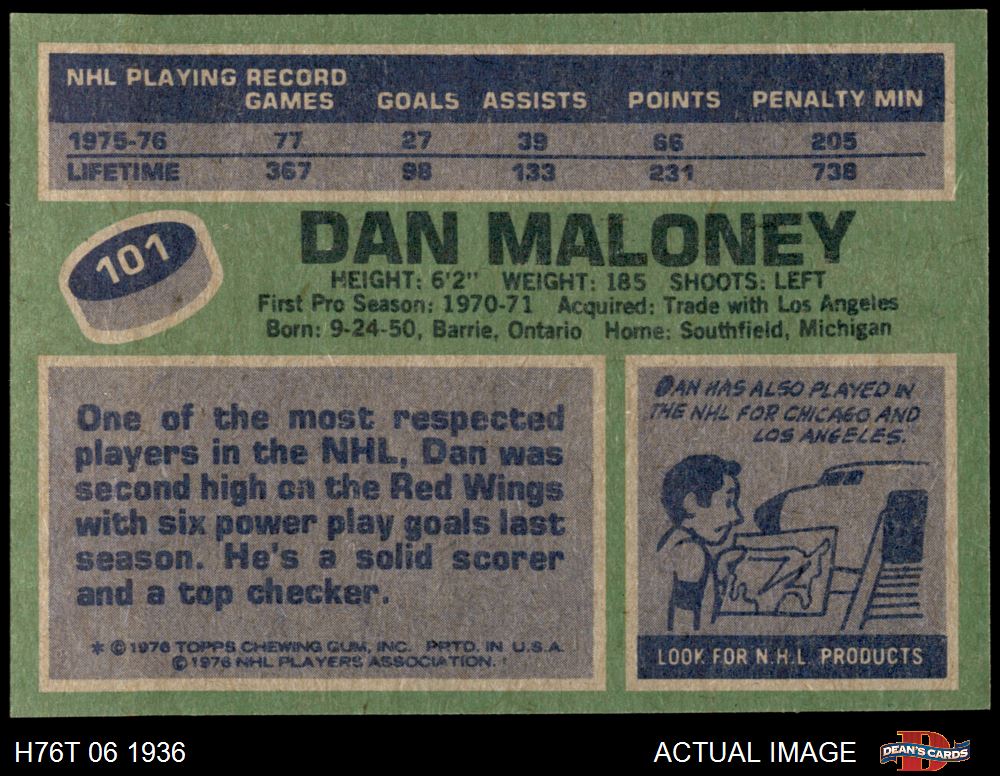 NHL PLAYING RECORD
GAMES GOALS ASSISTS POINTS PENALTY MIN
1975-76 77 27 39 66 205
LIFETIME 367 98 133 231 738
101
DAN MALONEY
HEIGHT: 6'2" WEIGHT: 185 SHOOTS: LEFT
First Pro Season: 1970-71 Acquired: Trade with Los Angeles
Born: 9-24-50, Barrie, Ontario Home: Southfield, Michigan
One of the most respected
players in the NHL, Dan was
second high on the Red Wings
with six power play goals last
season. He's a solid scorer
and a top checker.
* © 1976 TOPPS CHEWING GUM, INC. PRTD. IN U.S.A.
© 1976 NHL PLAYERS ASSOCIATION.
DAN HAS ALSO PLAYED IN
THE NHL FOR CHICAGO AND
LOS ANGELES.
LOOK FOR N.H.L. PRODUCTS
H76T 06 1936
ACTUAL IMAGE
DEAN'S CARDS